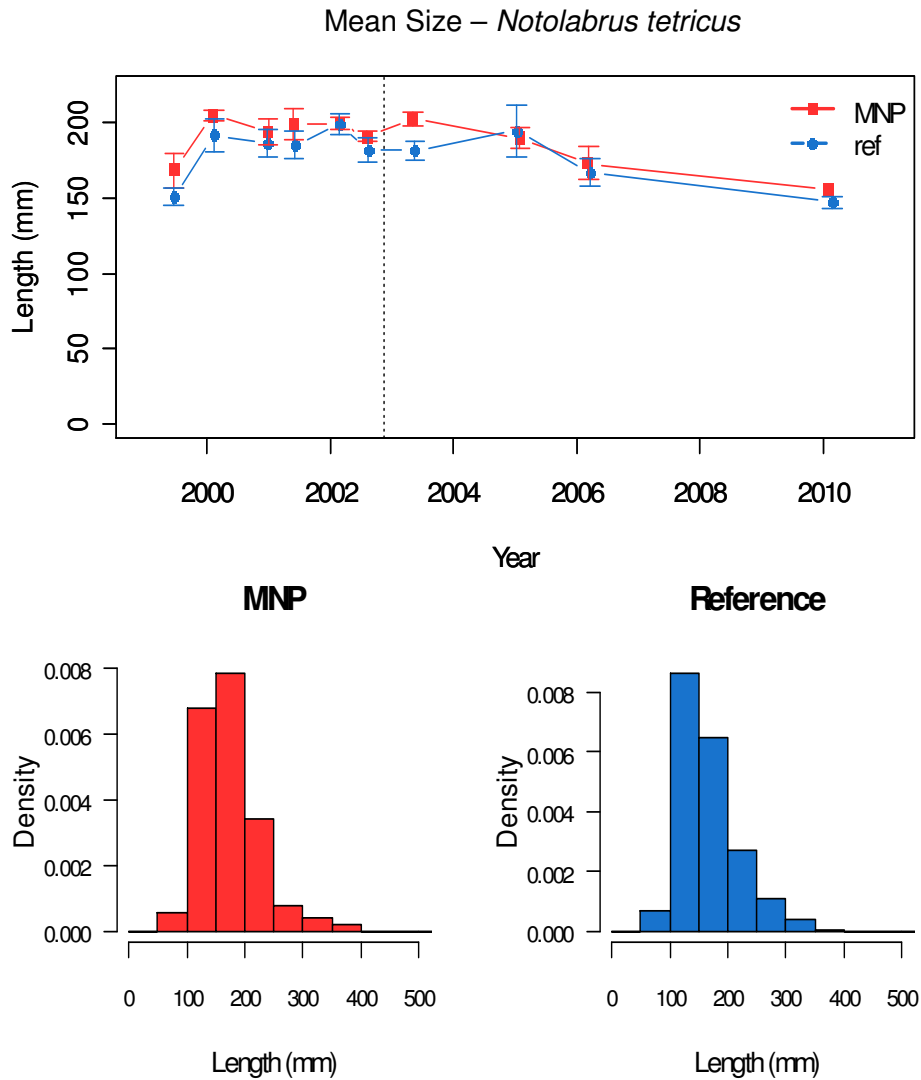 Mean Size – Notolabrus tetricus
MNP
ref
Length (mm)
200
150
100
50
0
2000 2002 2004 2006 2008 2010
Year
MNP
Density
0.008
0.006
0.004
0.002
0.000
0 100 200 300 400 500
Length (mm)
Reference
Density
0.008
0.006
0.004
0.002
0.000
0 100 200 300 400 500
Length (mm)